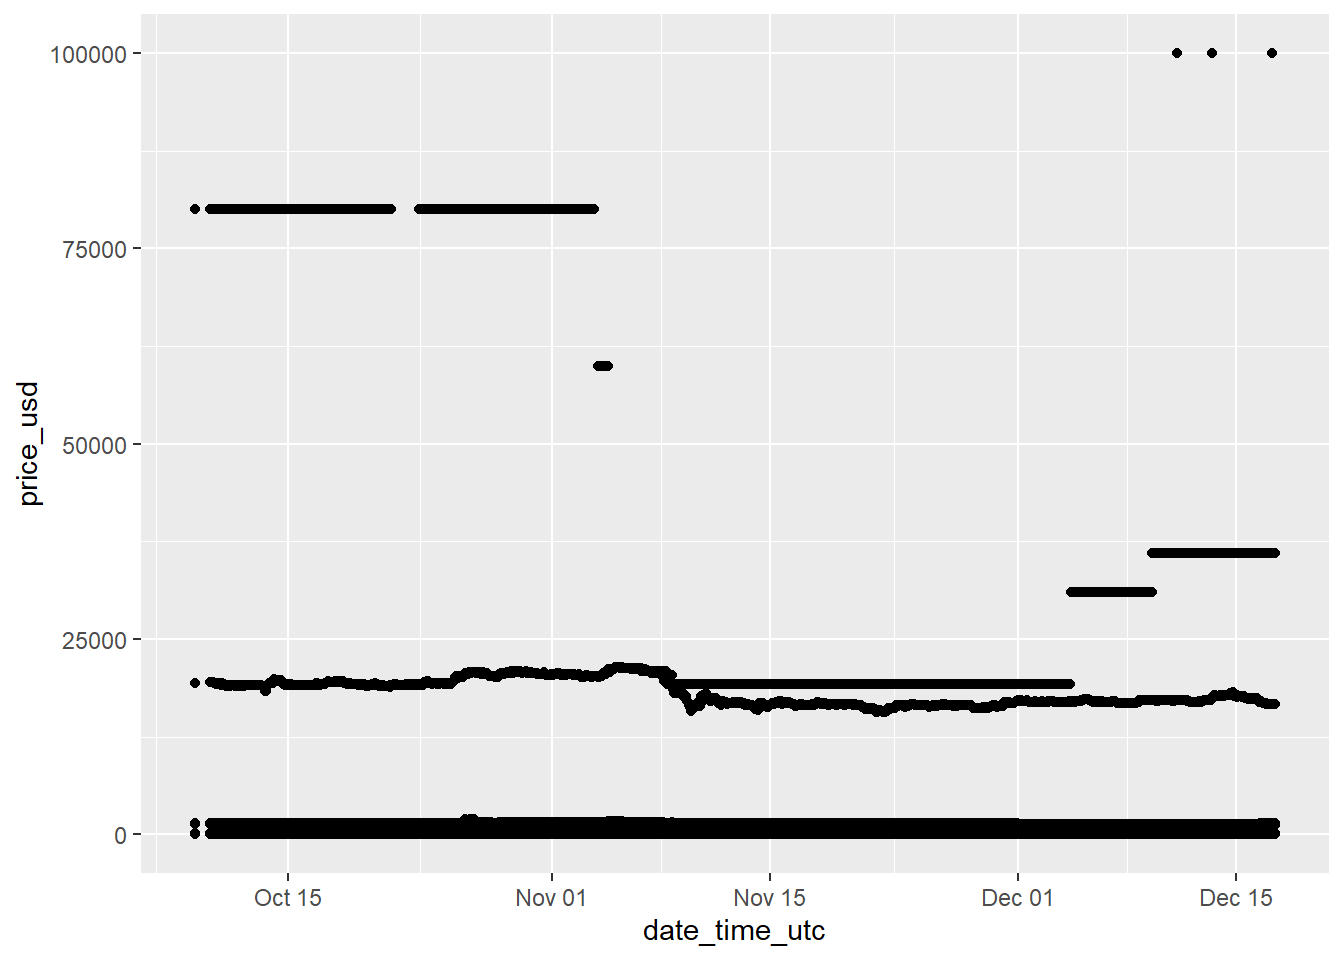 100000
75000
50000
25000
0
price_usd
Oct 15
Nov 01
Nov 15
Dec 01
Dec 15
date_time_utc